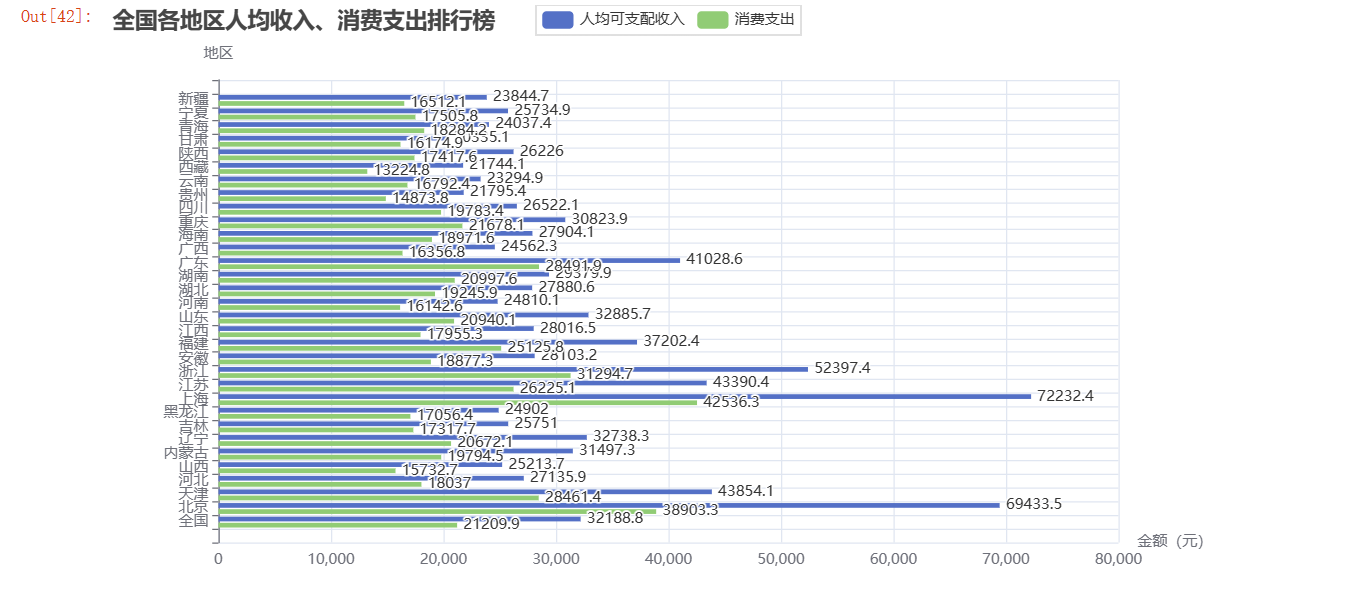 Out[42]:
全国各地区人均收入、消费支出排行榜
人均可支配收入
消费支出
地区
新疆 23844.7
16512.1
宁夏 25734.9
17505.8
青海 24037.4
18284.2
甘肃
16174.9
陕西 26226
17417.6
西藏 21744.1
13224.8
云南 23294.9
16792.4
贵州 21795.4
14873.8
四川 26522.1
19783.4
重庆 30823.9
21678.1
海南 27904.1
18971.6
广西 24562.3
16356.8
广东 41028.6
28491.9
湖南 29379.9
20997.6
湖北 27880.6
19245.9
河南 24810.1
16142.6
山东 32885.7
20940.1
江西 28016.5
17955.3
福建 37202.4
25125.8
安徽 28103.2
18877.3
浙江 52397.4
31294.7
江苏 43390.4
26225.1
上海 72232.4
42536.3
黑龙江 24902
17056.4
吉林 25751
17317.7
辽宁 32738.3
20672.1
内蒙古 31497.3
19794.5
山西 25213.7
15732.7
河北 27135.9
18037
天津 43854.1
28461.4
北京 69433.5
38903.3
全国 32188.8
21209.9
0 10,000 20,000 30,000 40,000 50,000 60,000 70,000 80,000
金额（元）